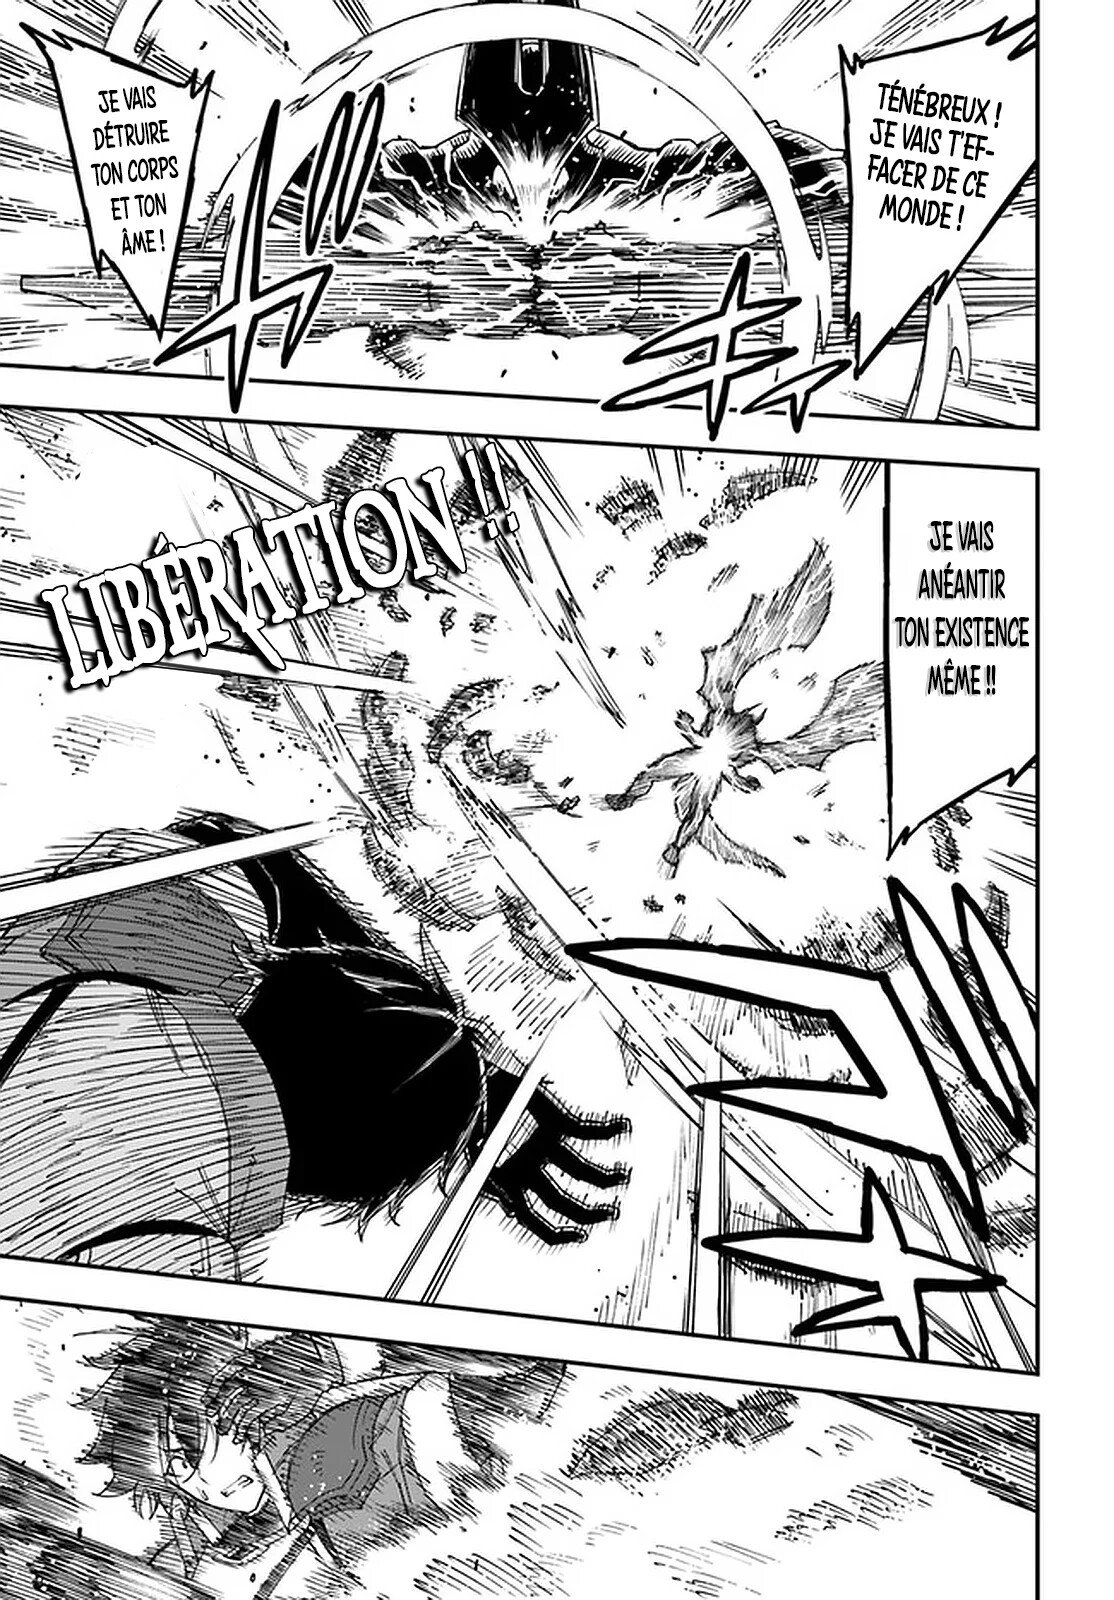 TÉNÉBREUX !
JE VAIS T'EF-
FACER DE CE
MONDE !
JE VAIS
DÉTRUIRE
TON CORPS
ET TON
ÂME !
JE VAIS
ANÉANTIR
TON EXISTENCE
MÊME !!
LIBÉRATION !!